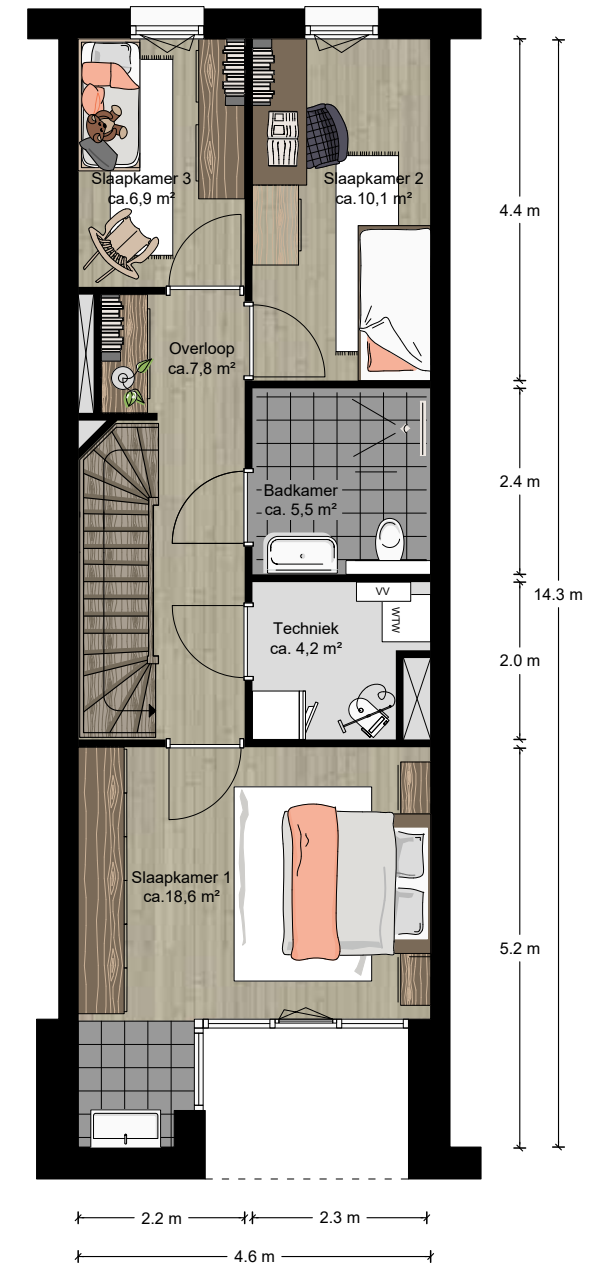 Slaapkamer 3
ca.6,9 m²
Slaapkamer 2
ca.10,1 m²
4.4 m
Overloop
ca.7,8 m²
Badkamer
ca. 5,5 m²
2.4 m
VV
WTW
14.3 m
Techniek
ca. 4,2 m²
2.0 m
Slaapkamer 1
ca.18,6 m²
5.2 m
2.2 m
2.3 m
4.6 m